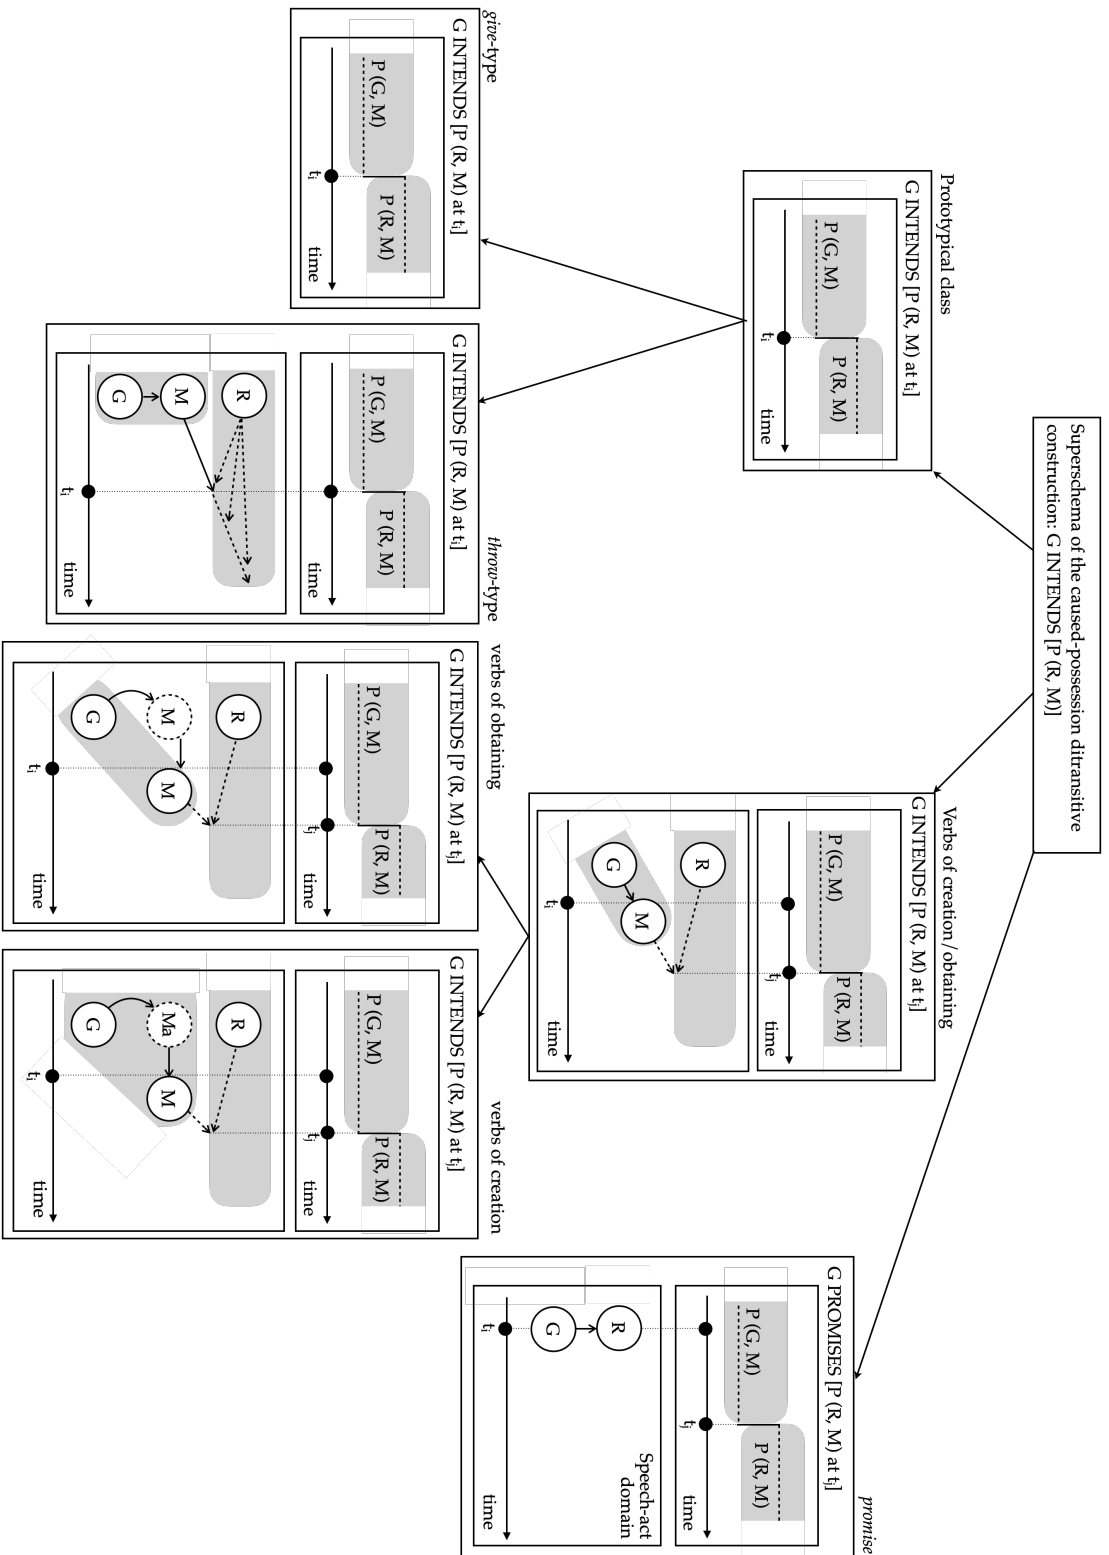 Superschema of the caused-possession ditransitive
construction: G INTENDS [P (R, M)]
Prototypical class
G INTENDS [P (R, M) at ti]
P (G, M)
P (R, M)
ti
time
Verbs of creation / obtaining
G INTENDS [P (R, M) at tj]
P (G, M)
P (R, M)
tj
R
G
M
ti
time
time
promise
G PROMISES [P (R, M) at tj]
P (G, M)
P (R, M)
tj
time
Speech-act
domain
R
G
ti
time
give-type
G INTENDS [P (R, M) at ti]
P (G, M)
P (R, M)
ti
time
throw-type
G INTENDS [P (R, M) at ti]
P (G, M)
P (R, M)
time
R
M
G
ti
time
verbs of obtaining
G INTENDS [P (R, M) at tj]
P (G, M)
P (R, M)
tj
time
R
M
M
G
ti
time
verbs of creation
G INTENDS [P (R, M) at tj]
P (G, M)
P (R, M)
tj
time
R
Ma
M
G
ti
time